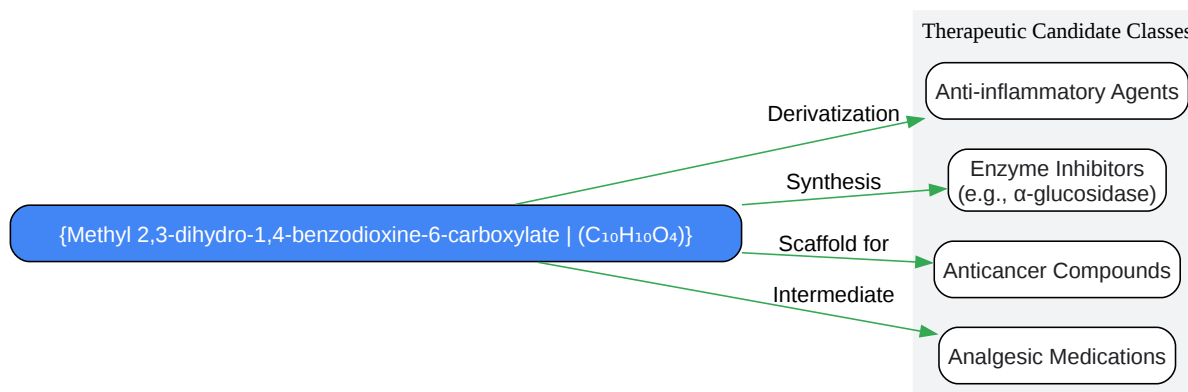 Therapeutic Candidate Classes
Derivatization
Anti-inflammatory Agents
Synthesis
Enzyme Inhibitors
(e.g., α-glucosidase)
{Methyl 2,3-dihydro-1,4-benzodioxine-6-carboxylate | (C₁₀H₁₀O₄)}
Scaffold for
Anticancer Compounds
Intermediate
Analgesic Medications